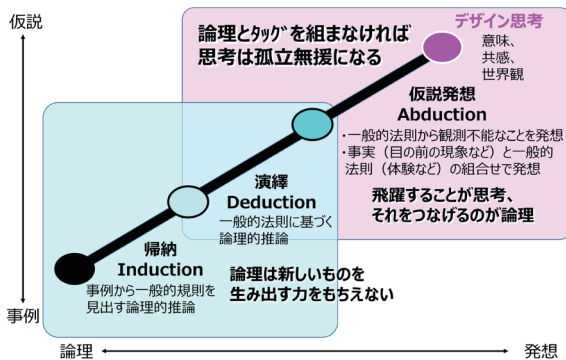 仮説
論理とタッグを組まなければ
思考は孤立無援になる
デザイン思考
意味、
共感、
世界観
仮説発想
Abduction
・一般的法則から観測不能なことを発想
・事実（目の前の現象など）と一般的
法則（体験など）の組合せで発想
飛躍することが思考、
それをつなげるのが論理
演繹
Deduction
一般的法則に基づく
論理的推論
帰納
Induction
事例から一般的規則を
見出す論理的推論
論理は新しいものを
生み出す力をもちえない
事例
論理
発想